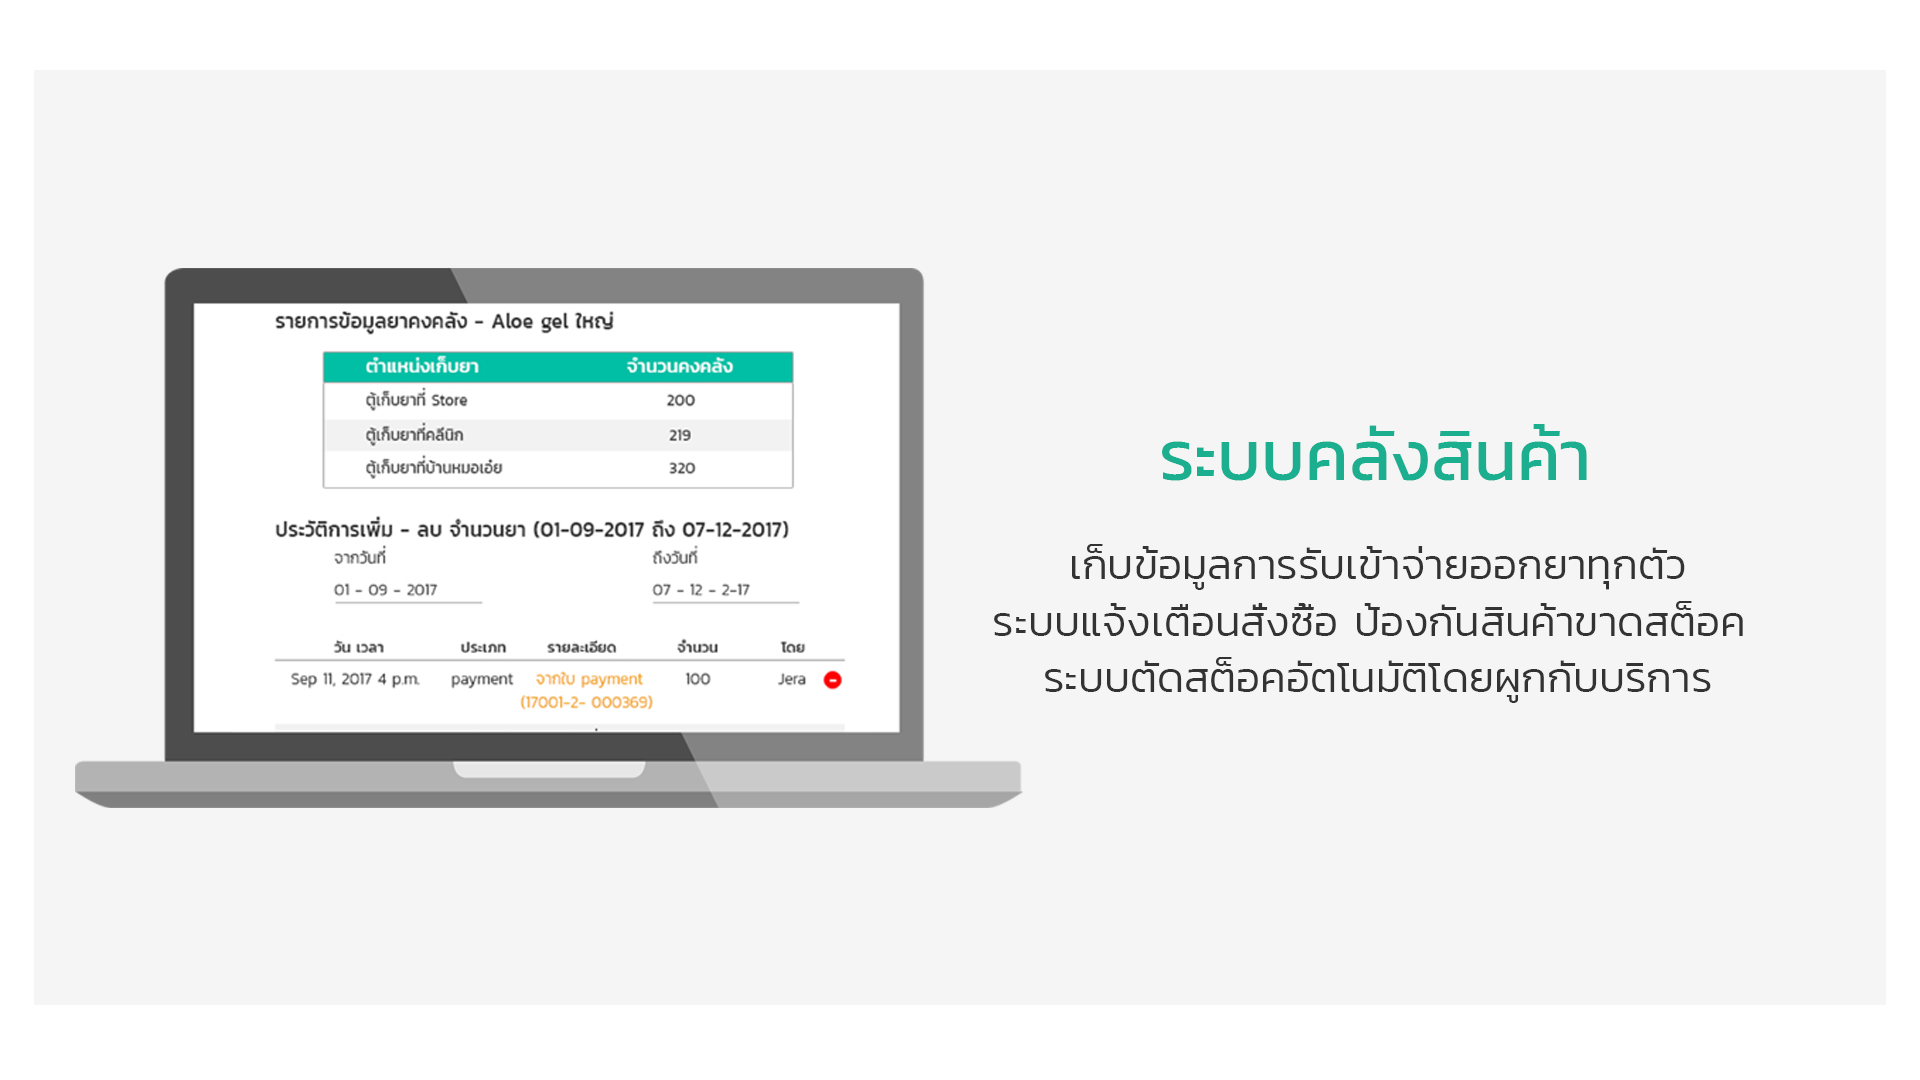 รายการข้อมูลยาคงคลัง - Aloe gel ใหญ่
ตำแหน่งเก็บยา จำนวนคงคลัง
ตู้เก็บยาที่ Store 200
ตู้เก็บยาที่คลีนิก 219
ตู้เก็บยาที่บ้านหมอเอ๋ย 320
ประวัติการเพิ่ม - ลบ จำนวนยา (01-09-2017 ถึง 07-12-2017)
จากวันที่ ถึงวันที่
01 - 09 - 2017 07 - 12 - 2-17
วัน เวลา ประเภท รายละเอียด จำนวน โดย
Sep 11, 2017 4 p.m. payment จากใบ payment 100 Jera
(17001-2- 000369)
ระบบคลังสินค้า
เก็บข้อมูลการรับเข้าจ่ายออกยาทุกตัว
ระบบแจ้งเตือนสั่งซื้อ ป้องกันสินค้าขาดสต็อค
ระบบตัดสต็อคอัตโนมัติโดยผูกกับบริการ